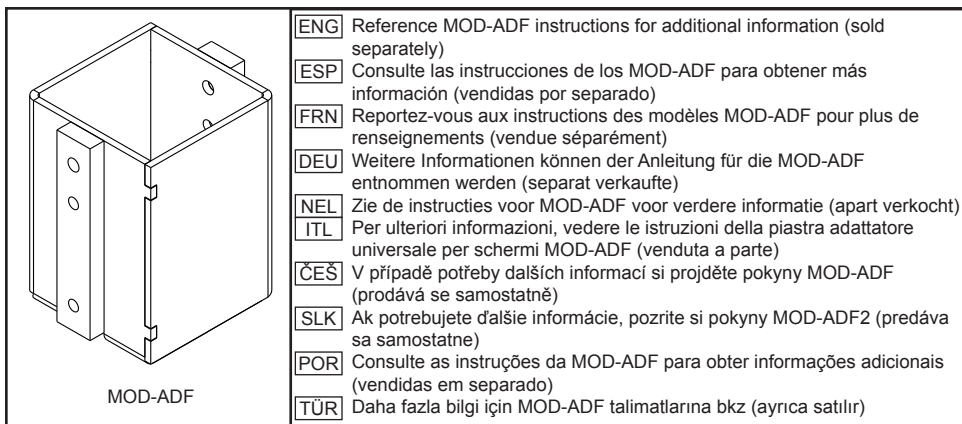 MOD-ADF
ENG Reference MOD-ADF instructions for additional information (sold
separately)
ESP Consulte las instrucciones de los MOD-ADF para obtener más
información (vendidas por separado)
FRN Reportez-vous aux instructions des modèles MOD-ADF pour plus de
renseignements (vendue séparément)
DEU Weitere Informationen können der Anleitung für die MOD-ADF
entnommen werden (separat verkaufte)
NEL Zie de instructies voor MOD-ADF voor verdere informatie (apart verkocht)
ITL Per ulteriori informazioni, vedere le istruzioni della piastra adattatore
universale per schermi MOD-ADF (venduta a parte)
ČEŠ V případě potřeby dalších informací si projděte pokyny MOD-ADF
(prodává se samostatně)
SLK Ak potrebujete ďalšie informácie, pozrite si pokyny MOD-ADF2 (predáva
sa samostatne)
POR Consulte as instruções da MOD-ADF para obter informações adicionais
(vendidas em separado)
TÜR Daha fazla bilgi için MOD-ADF talimatlarına bkz (ayrıca satılır)